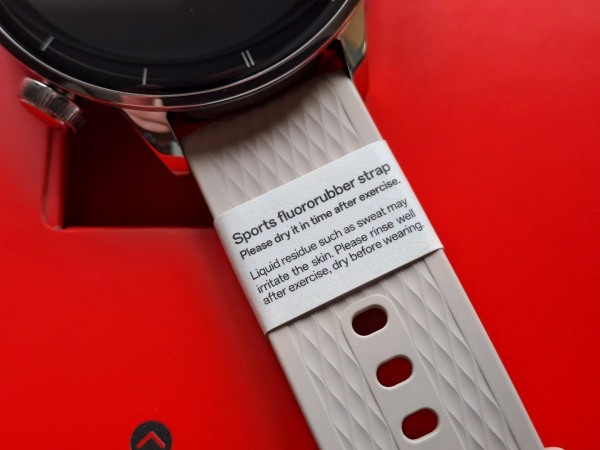 Sports fluororubber strap
Please dry it in time after exercise.
Liquid residue such as sweat may
irritate the skin. Please rinse well
after exercise, dry before wearing.